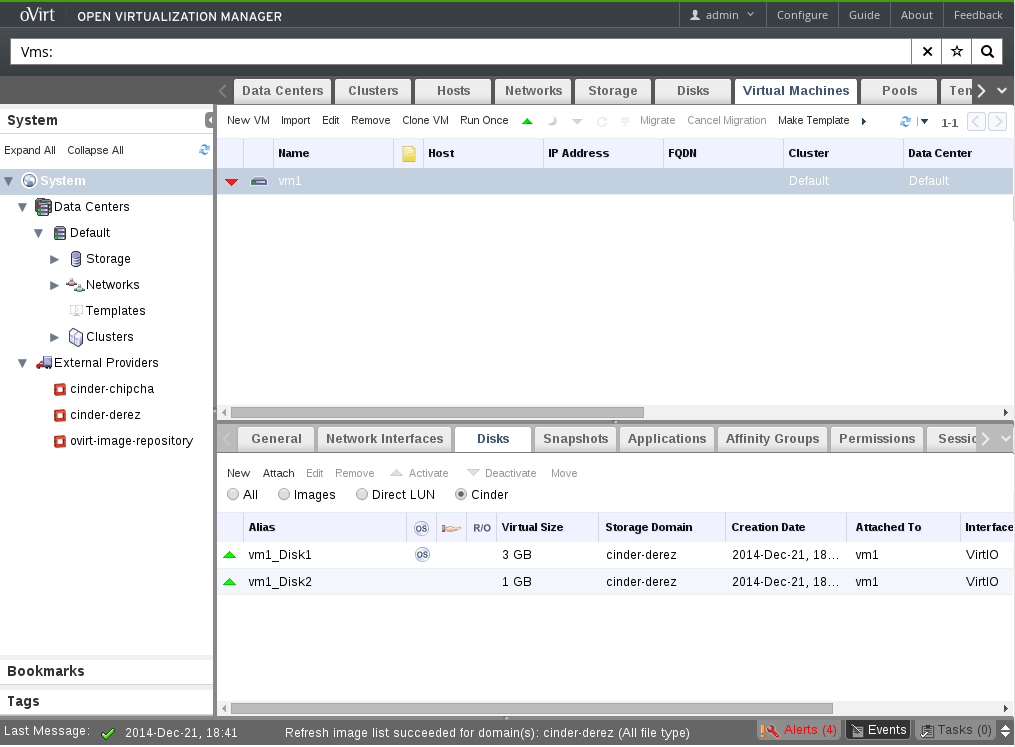 oVirt OPEN VIRTUALIZATION MANAGER admin Configure Guide About Feedback
Vms:
Data Centers Clusters Hosts Networks Storage Disks Virtual Machines Pools
System
Expand All Collapse All
System
Data Centers
Default
Storage
Networks
Templates
Clusters
External Providers
cinder-chipcha
cinder-derez
ovirt-image-repository
Bookmarks
Tags
New VM Import Edit Remove Clone VM Run Once Migrate Cancel Migration Make Template 1-1
Name Host IP Address FQDN Cluster Data Center
vm1 Default Default
General Network Interfaces Disks Snapshots Applications Affinity Groups Permissions
New Attach Edit Remove Activate Deactivate Move
All Images Direct LUN Cinder
Alias OS R/O Virtual Size Storage Domain Creation Date Attached To Interface
vm1_Disk1 OS 3 GB cinder-derez 2014-Dec-21, 18... vm1 VirtIO
vm1_Disk2 1 GB cinder-derez 2014-Dec-21, 18... vm1 VirtIO
Last Message: 2014-Dec-21, 18:41 Refresh image list succeeded for domain(s): cinder-derez (All file type) Alerts (4) Events Tasks (0)